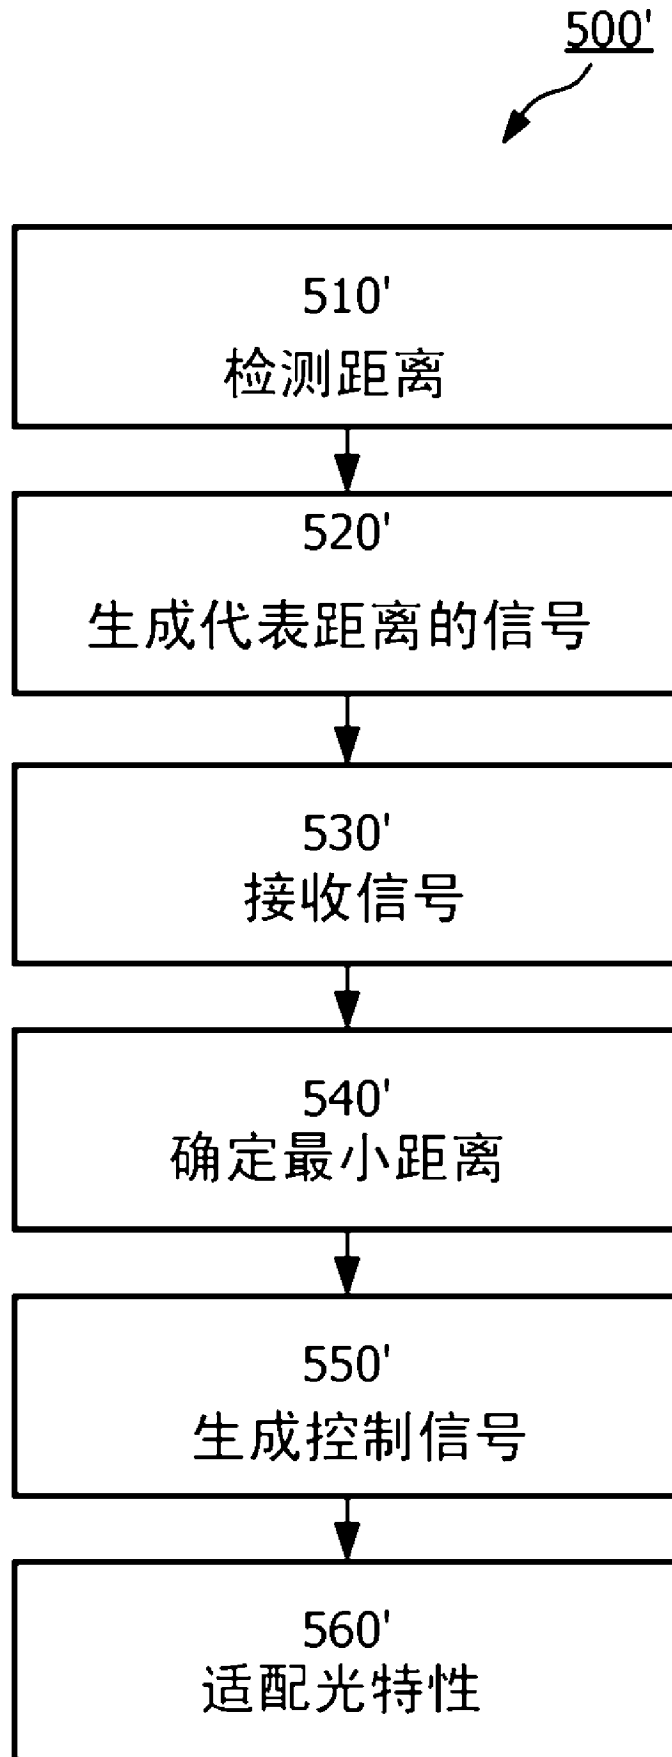 500'
510'
检测距离
520'
生成代表距离的信号
530'
接收信号
540'
确定最小距离
550'
生成控制信号
560'
适配光特性